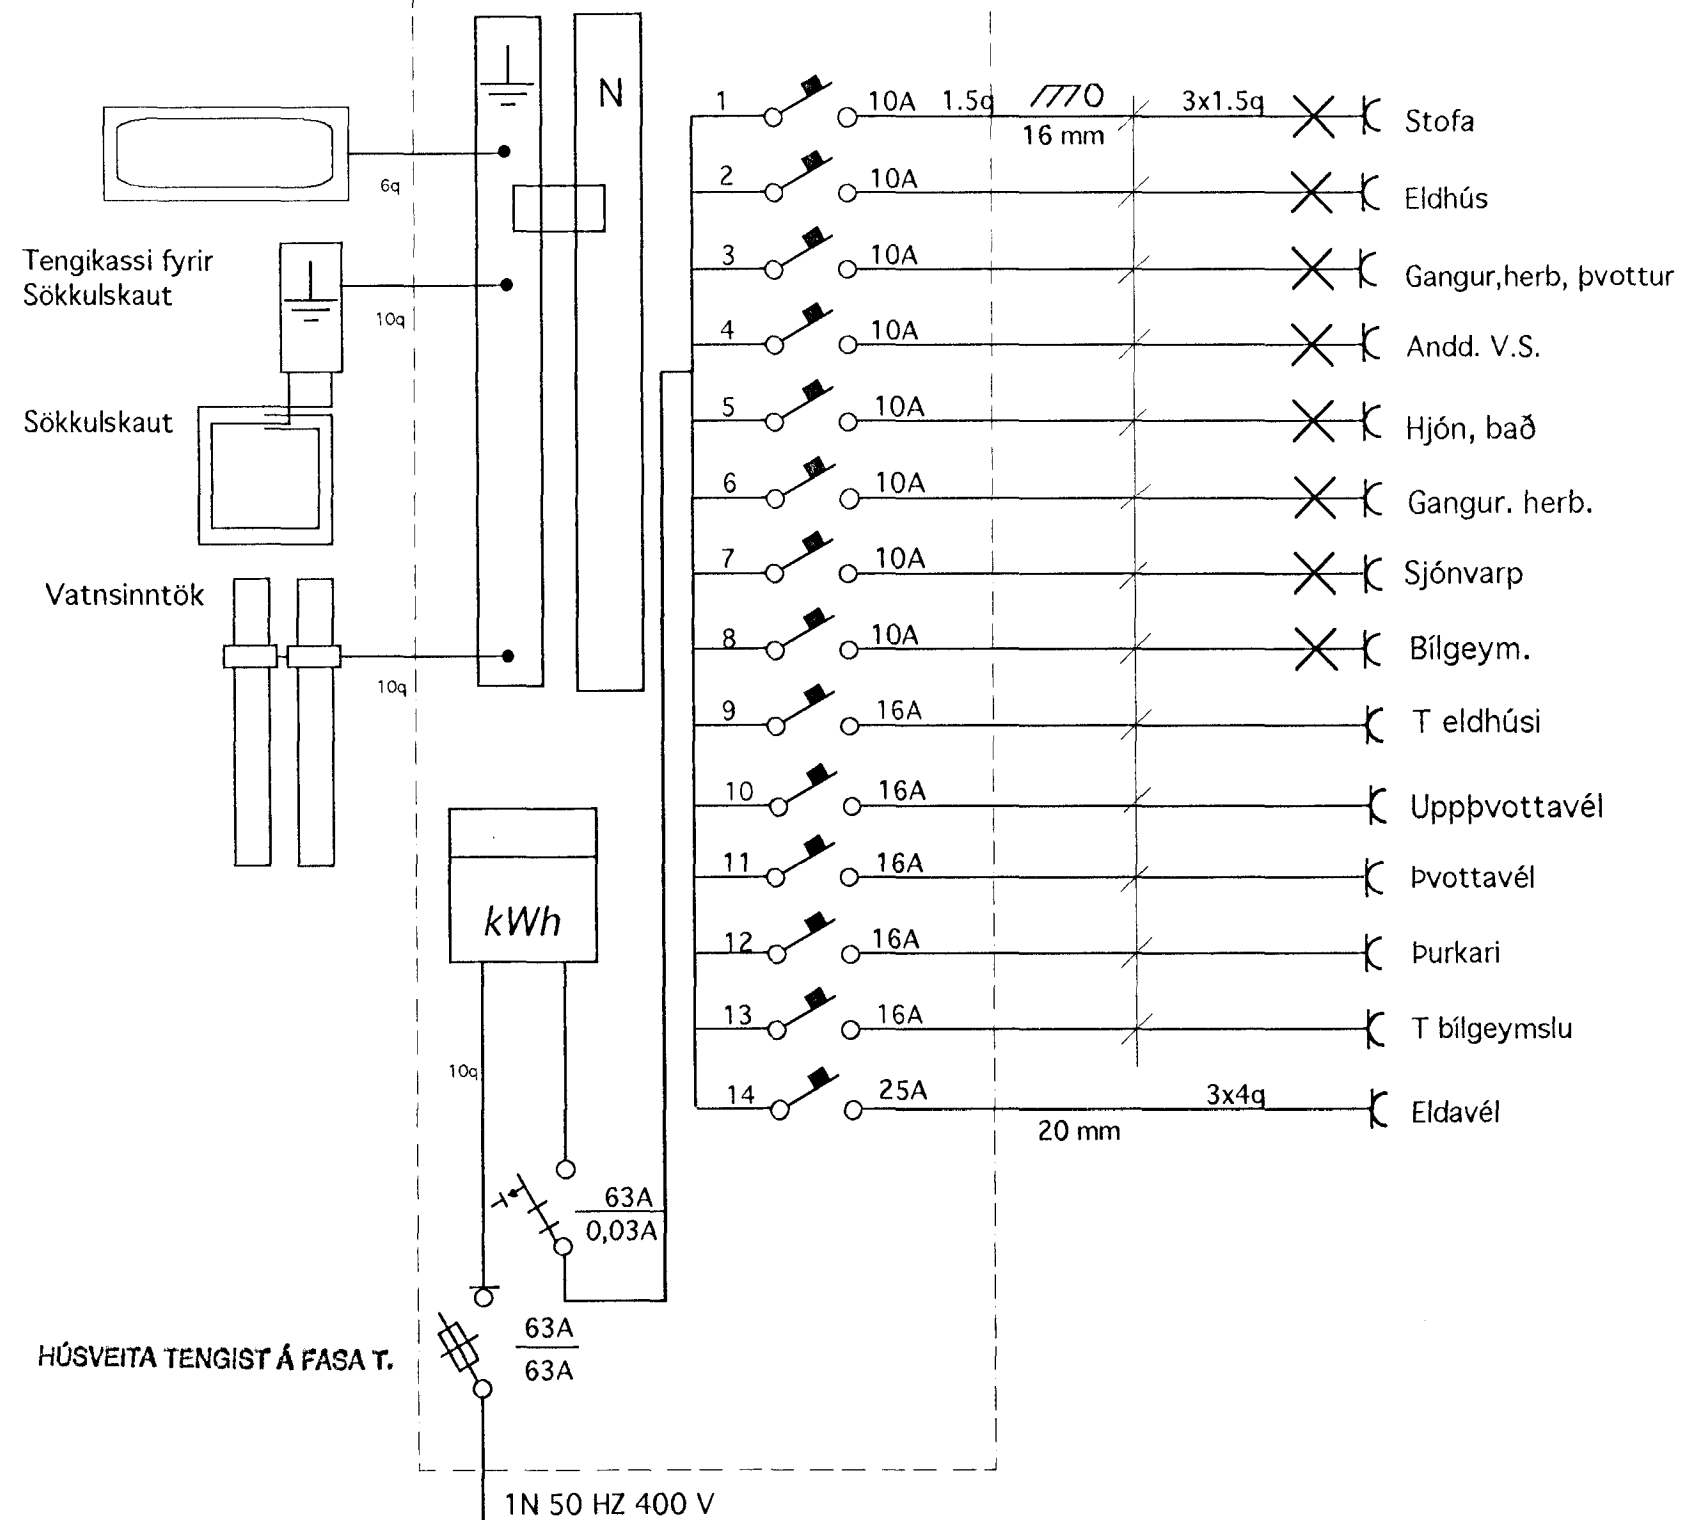 N
6q
Tengikassi fyrir
Sökkulskaut
10q
Sökkulskaut
Vatnsinntök
10q
kWh
10q
63A
0,03A
63A
63A
HÚSVEITA TENGIST Á FASA T.
1N 50 HZ 400 V
1 10A 1.5q 16 mm 3x1.5q Stofa
2 10A Eldhús
3 10A Gangur,herb, þvottur
4 10A Andd. V.S.
5 10A Hjón, bað
6 10A Gangur. herb.
7 10A Sjónvarp
8 10A Bílgeym.
9 16A T eldhúsi
10 16A Uppþvottavél
11 16A Þvottavél
12 16A Þurkari
13 16A T bílgeymslu
14 25A 20 mm 3x4q Eldavél